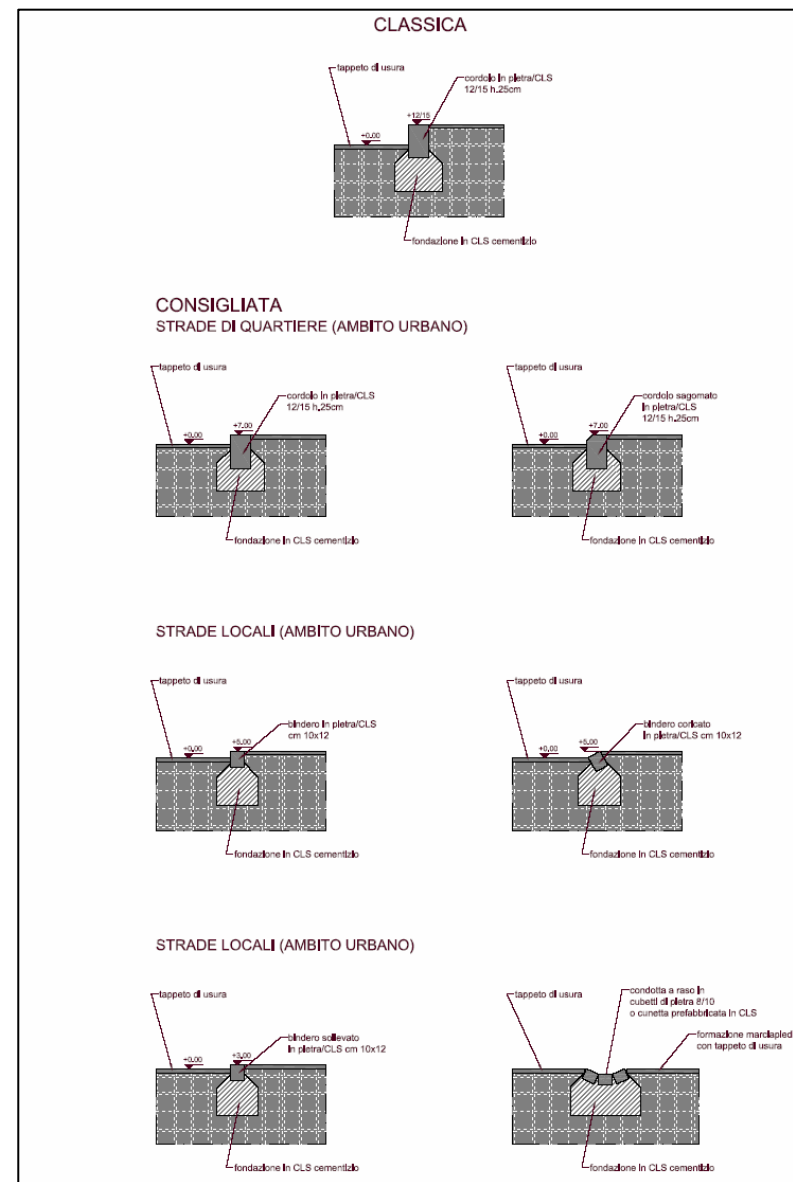 CLASSICA
tappeto di usura
cordolo in pietra/CLS
12/15 h.25cm
+12/15
+0.00
fondazione in CLS cementizio
CONSIGLIATA
STRADE DI QUARTIERE (AMBITO URBANO)
tappeto di usura
cordolo in pietra/CLS
12/15 h.25cm
+7.00
+0.00
fondazione in CLS cementizio
tappeto di usura
cordolo sagomato
in pietra/CLS
12/15 h.25cm
+7.00
+0.00
fondazione in CLS cementizio
STRADE LOCALI (AMBITO URBANO)
tappeto di usura
bindero in pietra/CLS
cm 10x12
+5.00
+0.00
fondazione in CLS cementizio
tappeto di usura
bindero coricato
in pietra/CLS cm 10x12
+5.00
+0.00
fondazione in CLS cementizio
STRADE LOCALI (AMBITO URBANO)
tappeto di usura
bindero sollevato
in pietra/CLS cm 10x12
+3.00
+0.00
fondazione in CLS cementizio
tappeto di usura
condotta a raso in
cubetti di pietra 8/10
o cunetta prefabbricata in CLS
formazione marciapiedi
con tappeto di usura
fondazione in CLS cementizio